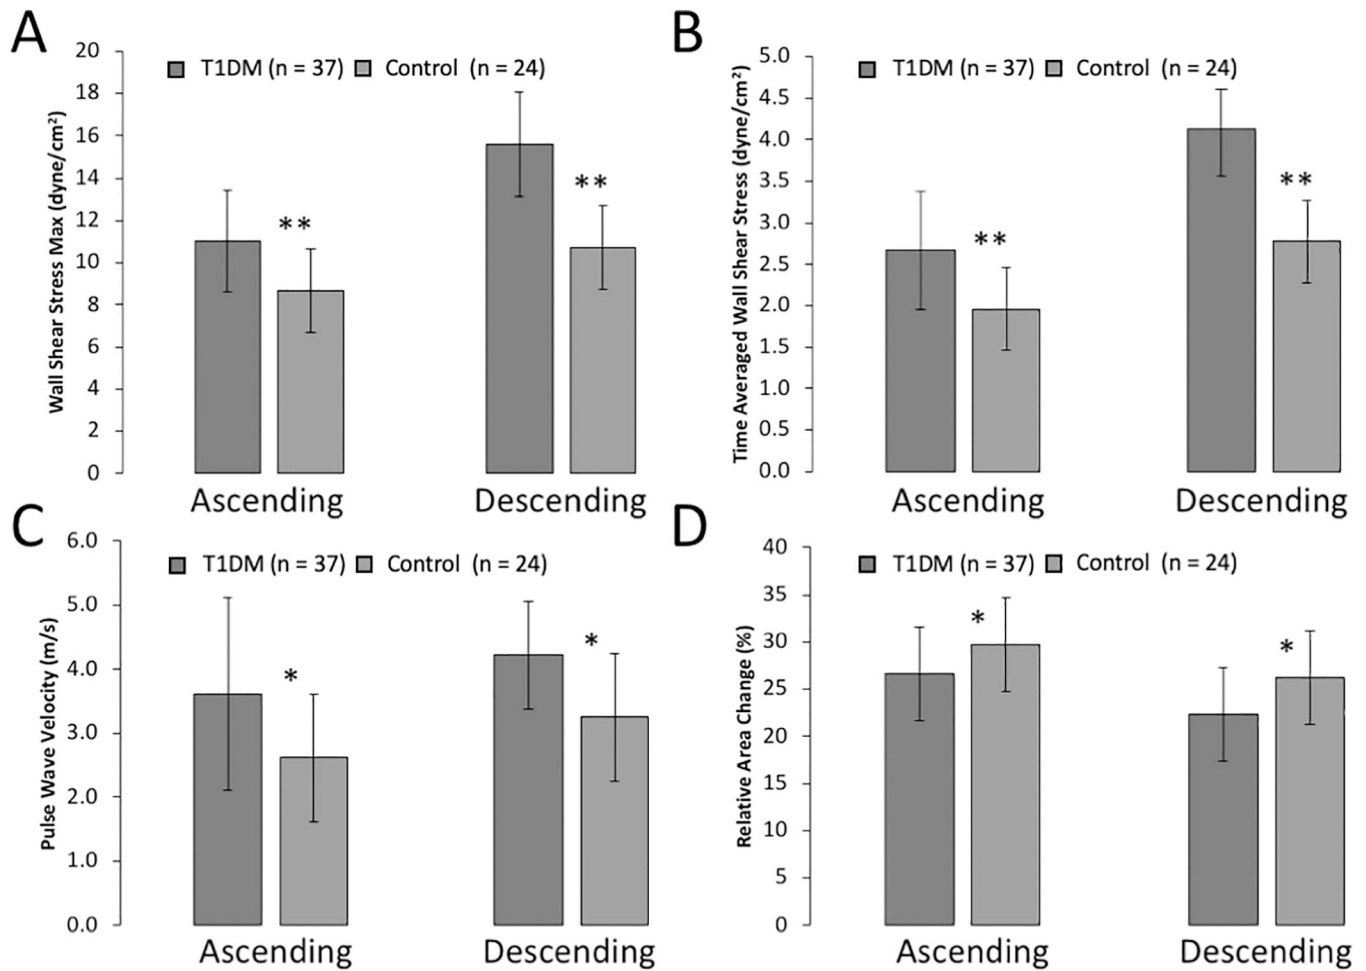 A
Wall Shear Stress Max (dyne/cm²)
20
18
16
14
12
10
8
6
4
2
0
T1DM (n = 37) Control (n = 24)
**
**
Ascending Descending
B
Time Averaged Wall Shear Stress (dyne/cm²)
5.0
4.5
4.0
3.5
3.0
2.5
2.0
1.5
1.0
0.5
0.0
T1DM (n = 37) Control (n = 24)
**
**
Ascending Descending
C
Pulse Wave Velocity (m/s)
6.0
5.0
4.0
3.0
2.0
1.0
0.0
T1DM (n = 37) Control (n = 24)
*
*
Ascending Descending
D
Relative Area Change (%)
40
35
30
25
20
15
10
5
0
T1DM (n = 37) Control (n = 24)
*
*
Ascending Descending